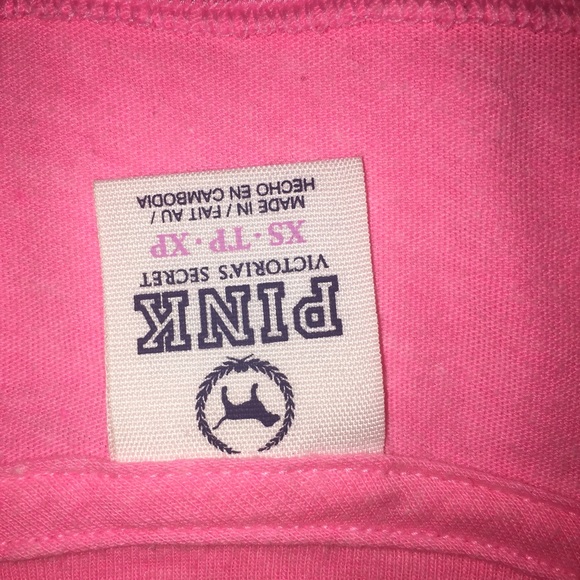 PINK
VICTORIA'S SECRET
XS · TP · XP
MADE IN / FAIT AU /
HECHO EN CAMBODIA